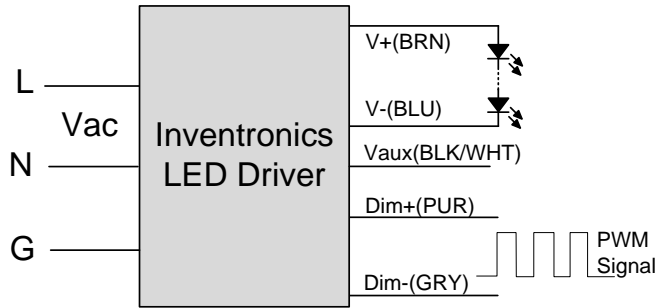 L
Vac
N
G
Inventronics
LED Driver
V+(BRN)
V-(BLU)
Vaux(BLK/WHT)
Dim+(PUR)
Dim-(GRY)
PWM
Signal